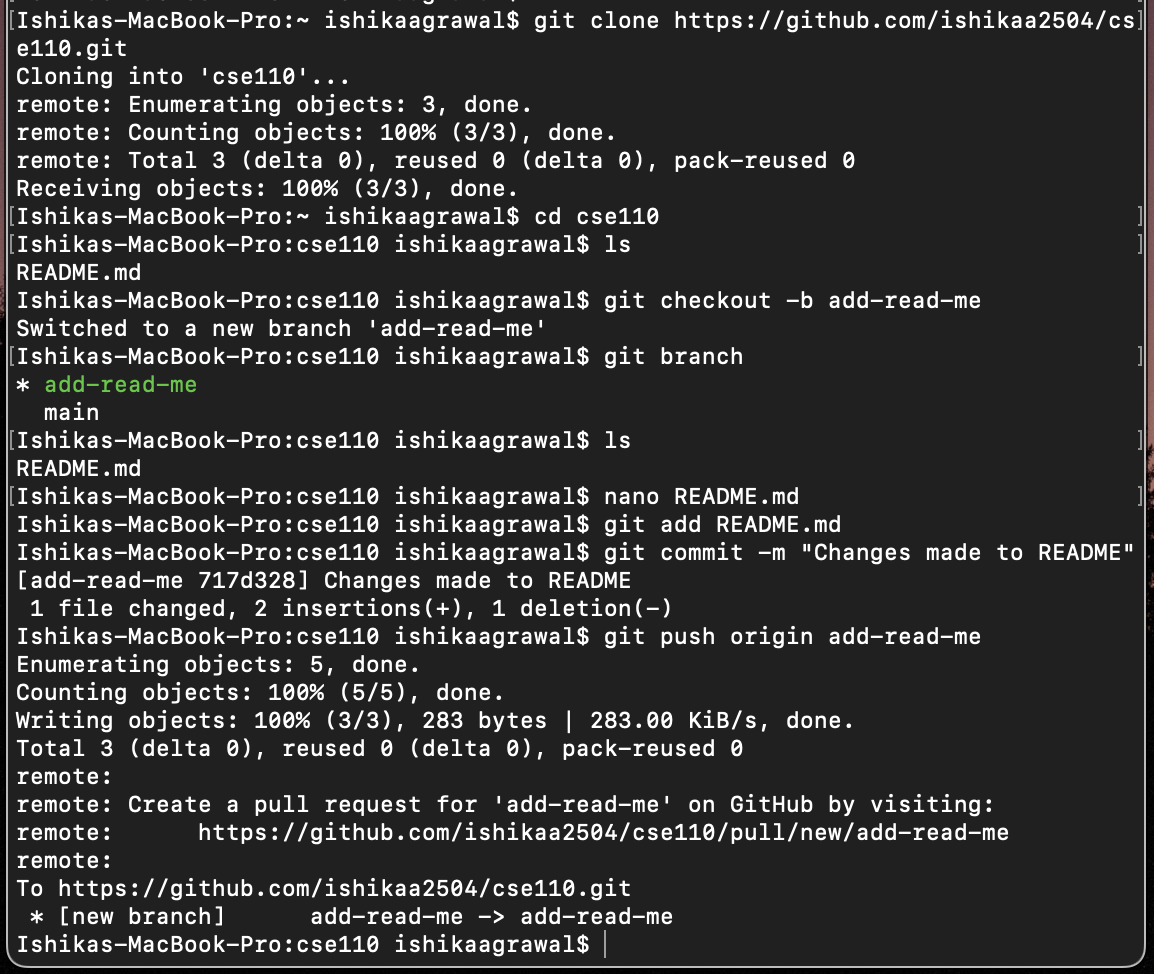 [Ishikas-MacBook-Pro:~ ishikaagrawal$ git clone https://github.com/ishikaa2504/cs]
e110.git
Cloning into 'cse110'...
remote: Enumerating objects: 3, done.
remote: Counting objects: 100% (3/3), done.
remote: Total 3 (delta 0), reused 0 (delta 0), pack-reused 0
Receiving objects: 100% (3/3), done.
[Ishikas-MacBook-Pro:~ ishikaagrawal$ cd cse110 ]
[Ishikas-MacBook-Pro:cse110 ishikaagrawal$ ls ]
README.md
Ishikas-MacBook-Pro:cse110 ishikaagrawal$ git checkout -b add-read-me
Switched to a new branch 'add-read-me'
[Ishikas-MacBook-Pro:cse110 ishikaagrawal$ git branch ]
* add-read-me
  main
[Ishikas-MacBook-Pro:cse110 ishikaagrawal$ ls ]
README.md
[Ishikas-MacBook-Pro:cse110 ishikaagrawal$ nano README.md ]
Ishikas-MacBook-Pro:cse110 ishikaagrawal$ git add README.md
Ishikas-MacBook-Pro:cse110 ishikaagrawal$ git commit -m "Changes made to README"
[add-read-me 717d328] Changes made to README
 1 file changed, 2 insertions(+), 1 deletion(-)
Ishikas-MacBook-Pro:cse110 ishikaagrawal$ git push origin add-read-me
Enumerating objects: 5, done.
Counting objects: 100% (5/5), done.
Writing objects: 100% (3/3), 283 bytes | 283.00 KiB/s, done.
Total 3 (delta 0), reused 0 (delta 0), pack-reused 0
remote:
remote: Create a pull request for 'add-read-me' on GitHub by visiting:
remote:      https://github.com/ishikaa2504/cse110/pull/new/add-read-me
remote:
To https://github.com/ishikaa2504/cse110.git
 * [new branch]      add-read-me -> add-read-me
Ishikas-MacBook-Pro:cse110 ishikaagrawal$